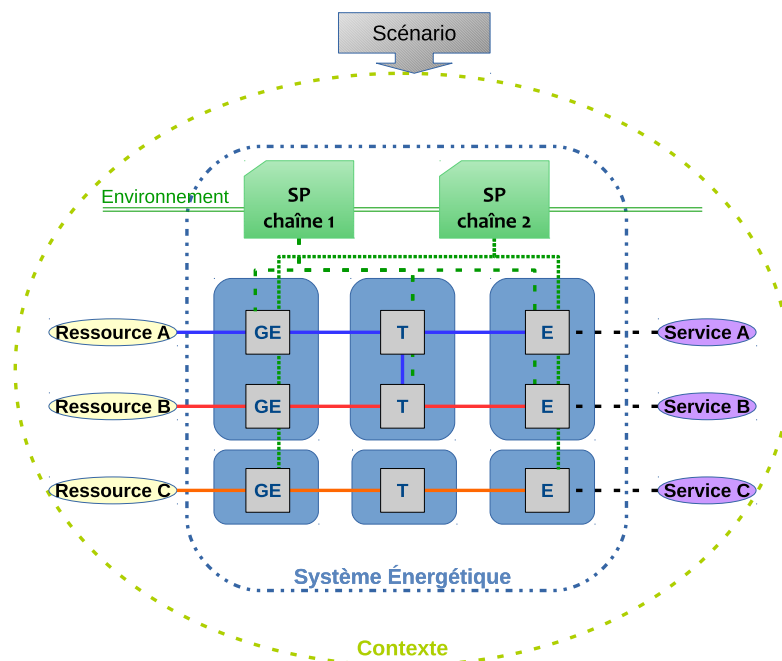 Scénario
Environnement
SP
chaîne 1
SP
chaîne 2
Ressource A
GE
T
E
Service A
Ressource B
GE
T
E
Service B
Ressource C
GE
T
E
Service C
Système Énergétique
Contexte